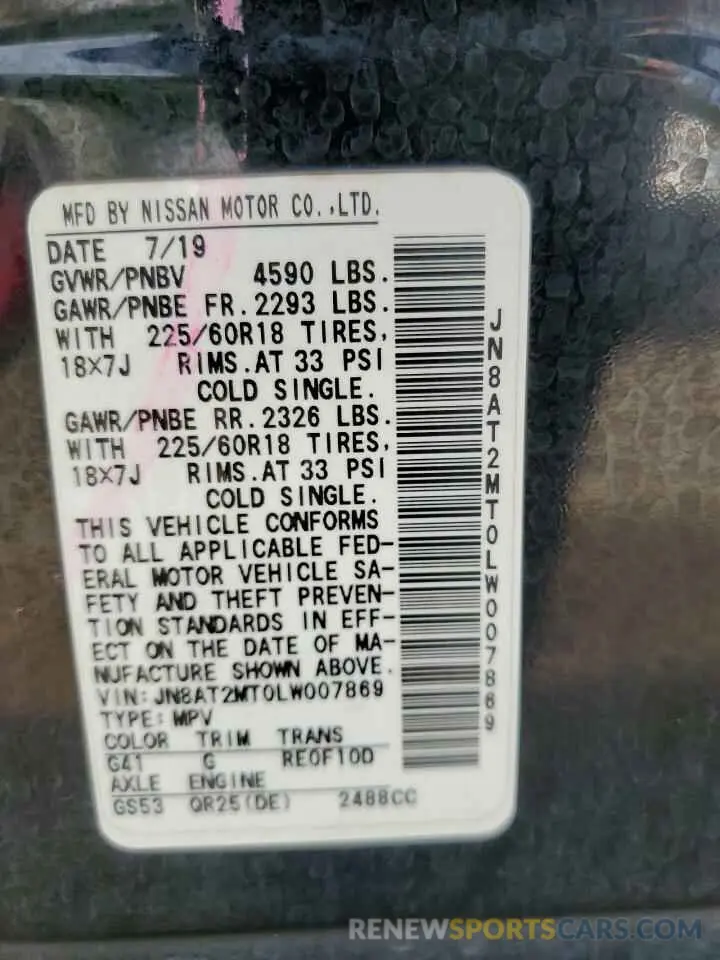 MFD BY NISSAN MOTOR CO.,LTD.
DATE 7/19
GVWR/PNBV 4590 LBS.
GAWR/PNBE FR. 2293 LBS.
WITH 225/60R18 TIRES,
18X7J RIMS. AT 33 PSI
COLD SINGLE.
GAWR/PNBE RR. 2326 LBS.
WITH 225/60R18 TIRES,
18X7J RIMS. AT 33 PSI
COLD SINGLE.
THIS VEHICLE CONFORMS
TO ALL APPLICABLE FED-
ERAL MOTOR VEHICLE SA-
FETY AND THEFT PREVEN-
TION STANDARDS IN EFF-
ECT ON THE DATE OF MA-
NUFACTURE SHOWN ABOVE.
VIN: JN8AT2MT0LW007869
TYPE: MPV
COLOR TRIM TRANS
G41 G RE0F10D
AXLE ENGINE
GS53 QR25(DE) 2488CC
JN8AT2MT0LW007869
RENEWSPORTSCARS.COM